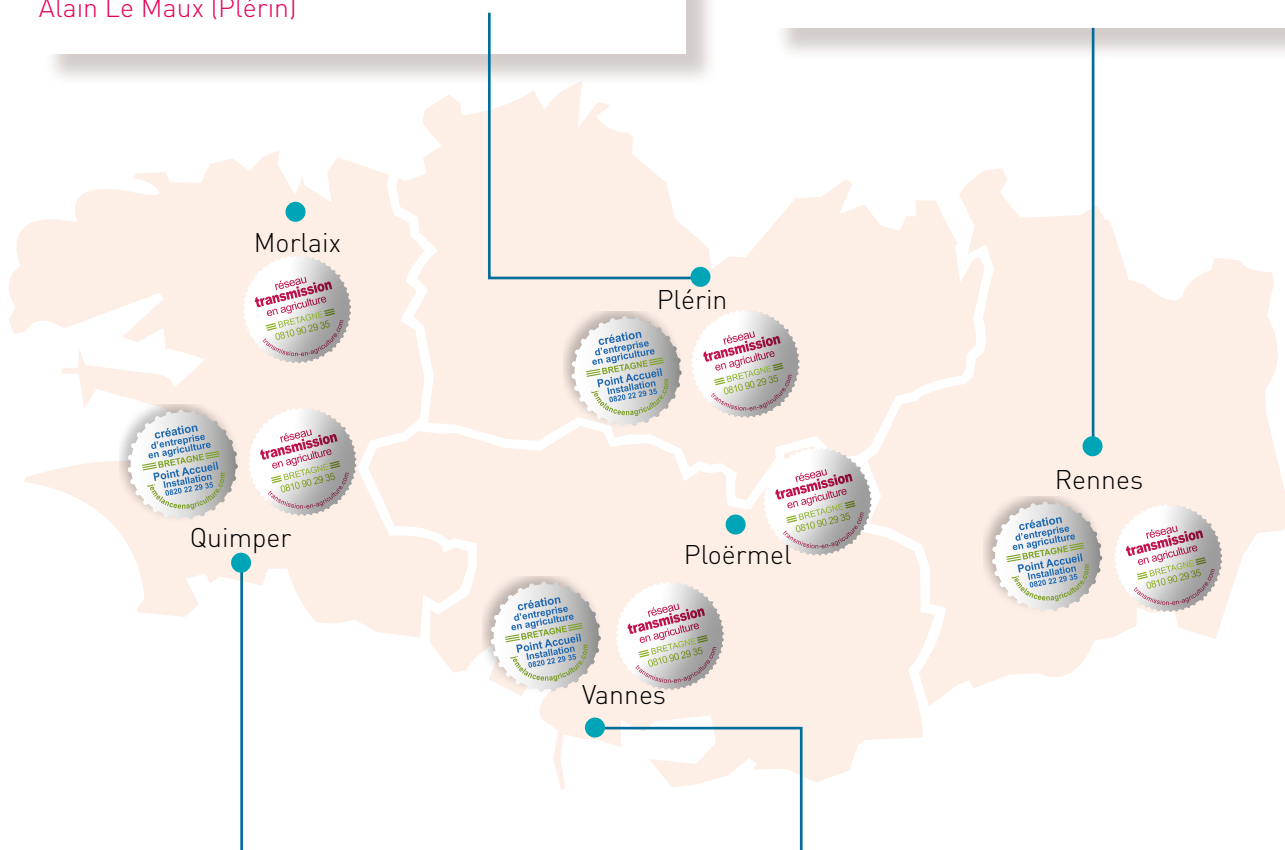 Alain Le Maux (Plérin)
Morlaix
réseau
transmission
en agriculture
BRETAGNE
0810 90 29 35
transmission-en-agriculture.com
Plérin
création
d'entreprise
en agriculture
BRETAGNE
Point Accueil
Installation
0820 22 29 35
jemelanceenagriculture.com
réseau
transmission
en agriculture
BRETAGNE
0810 90 29 35
transmission-en-agriculture.com
création
d'entreprise
en agriculture
BRETAGNE
Point Accueil
Installation
0820 22 29 35
jemelanceenagriculture.com
réseau
transmission
en agriculture
BRETAGNE
0810 90 29 35
transmission-en-agriculture.com
Quimper
réseau
transmission
en agriculture
BRETAGNE
0810 90 29 35
transmission-en-agriculture.com
Ploërmel
Rennes
création
d'entreprise
en agriculture
BRETAGNE
Point Accueil
Installation
0820 22 29 35
jemelanceenagriculture.com
réseau
transmission
en agriculture
BRETAGNE
0810 90 29 35
transmission-en-agriculture.com
création
d'entreprise
en agriculture
BRETAGNE
Point Accueil
Installation
0820 22 29 35
jemelanceenagriculture.com
réseau
transmission
en agriculture
BRETAGNE
0810 90 29 35
transmission-en-agriculture.com
Vannes